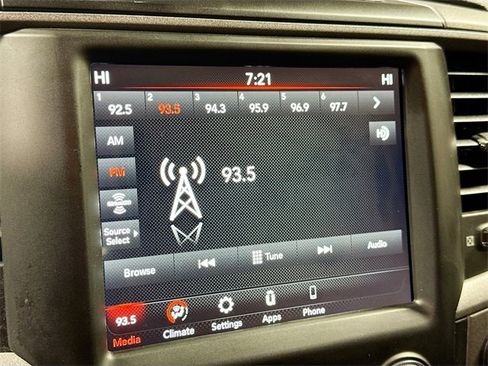 HI 7:21 HI
1 2 3 4 5 6
92.5 93.5 94.3 95.9 96.9 97.7
AM
FM
93.5
Source
Select
Browse Tune Audio
93.5
Media Climate Settings Apps Phone